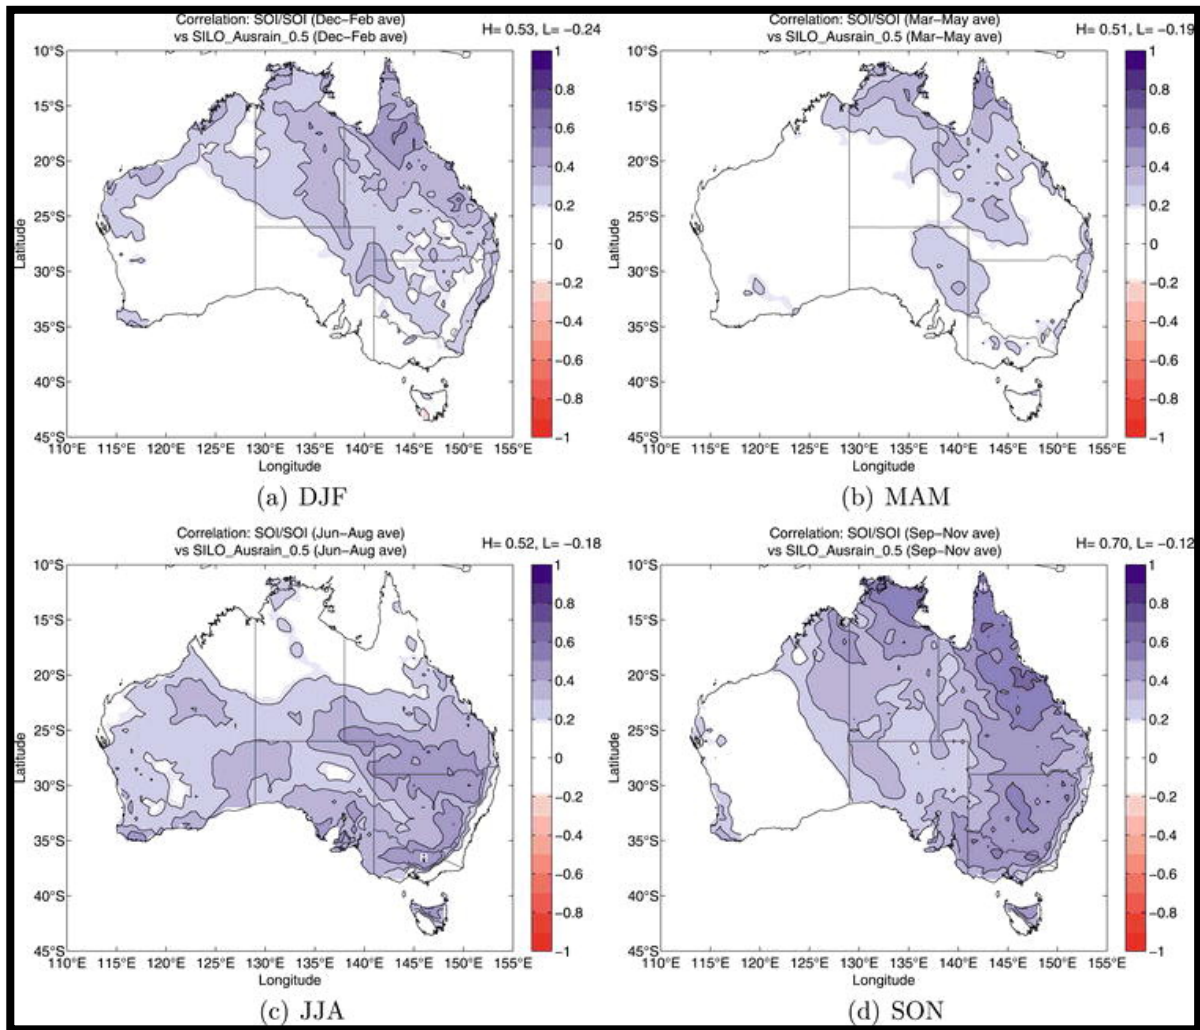 Correlation: SOI/SOI (Dec–Feb ave)
vs SILO_Ausrain_0.5 (Dec–Feb ave)
H= 0.53, L= −0.24
10°S
15°S
20°S
25°S
30°S
35°S
40°S
45°S
Latitude
110°E 115°E 120°E 125°E 130°E 135°E 140°E 145°E 150°E 155°E
Longitude
1
0.8
0.6
0.4
0.2
0
−0.2
−0.4
−0.6
−0.8
−1
(a) DJF
Correlation: SOI/SOI (Mar–May ave)
vs SILO_Ausrain_0.5 (Mar–May ave)
H= 0.51, L= −0.19
10°S
15°S
20°S
25°S
30°S
35°S
40°S
45°S
Latitude
110°E 115°E 120°E 125°E 130°E 135°E 140°E 145°E 150°E 155°E
Longitude
1
0.8
0.6
0.4
0.2
0
−0.2
−0.4
−0.6
−0.8
−1
(b) MAM
Correlation: SOI/SOI (Jun–Aug ave)
vs SILO_Ausrain_0.5 (Jun–Aug ave)
H= 0.52, L= −0.18
10°S
15°S
20°S
25°S
30°S
35°S
40°S
45°S
Latitude
110°E 115°E 120°E 125°E 130°E 135°E 140°E 145°E 150°E 155°E
Longitude
1
0.8
0.6
0.4
0.2
0
−0.2
−0.4
−0.6
−0.8
−1
(c) JJA
Correlation: SOI/SOI (Sep–Nov ave)
vs SILO_Ausrain_0.5 (Sep–Nov ave)
H= 0.70, L= −0.12
10°S
15°S
20°S
25°S
30°S
35°S
40°S
45°S
Latitude
110°E 115°E 120°E 125°E 130°E 135°E 140°E 145°E 150°E 155°E
Longitude
1
0.8
0.6
0.4
0.2
0
−0.2
−0.4
−0.6
−0.8
−1
(d) SON